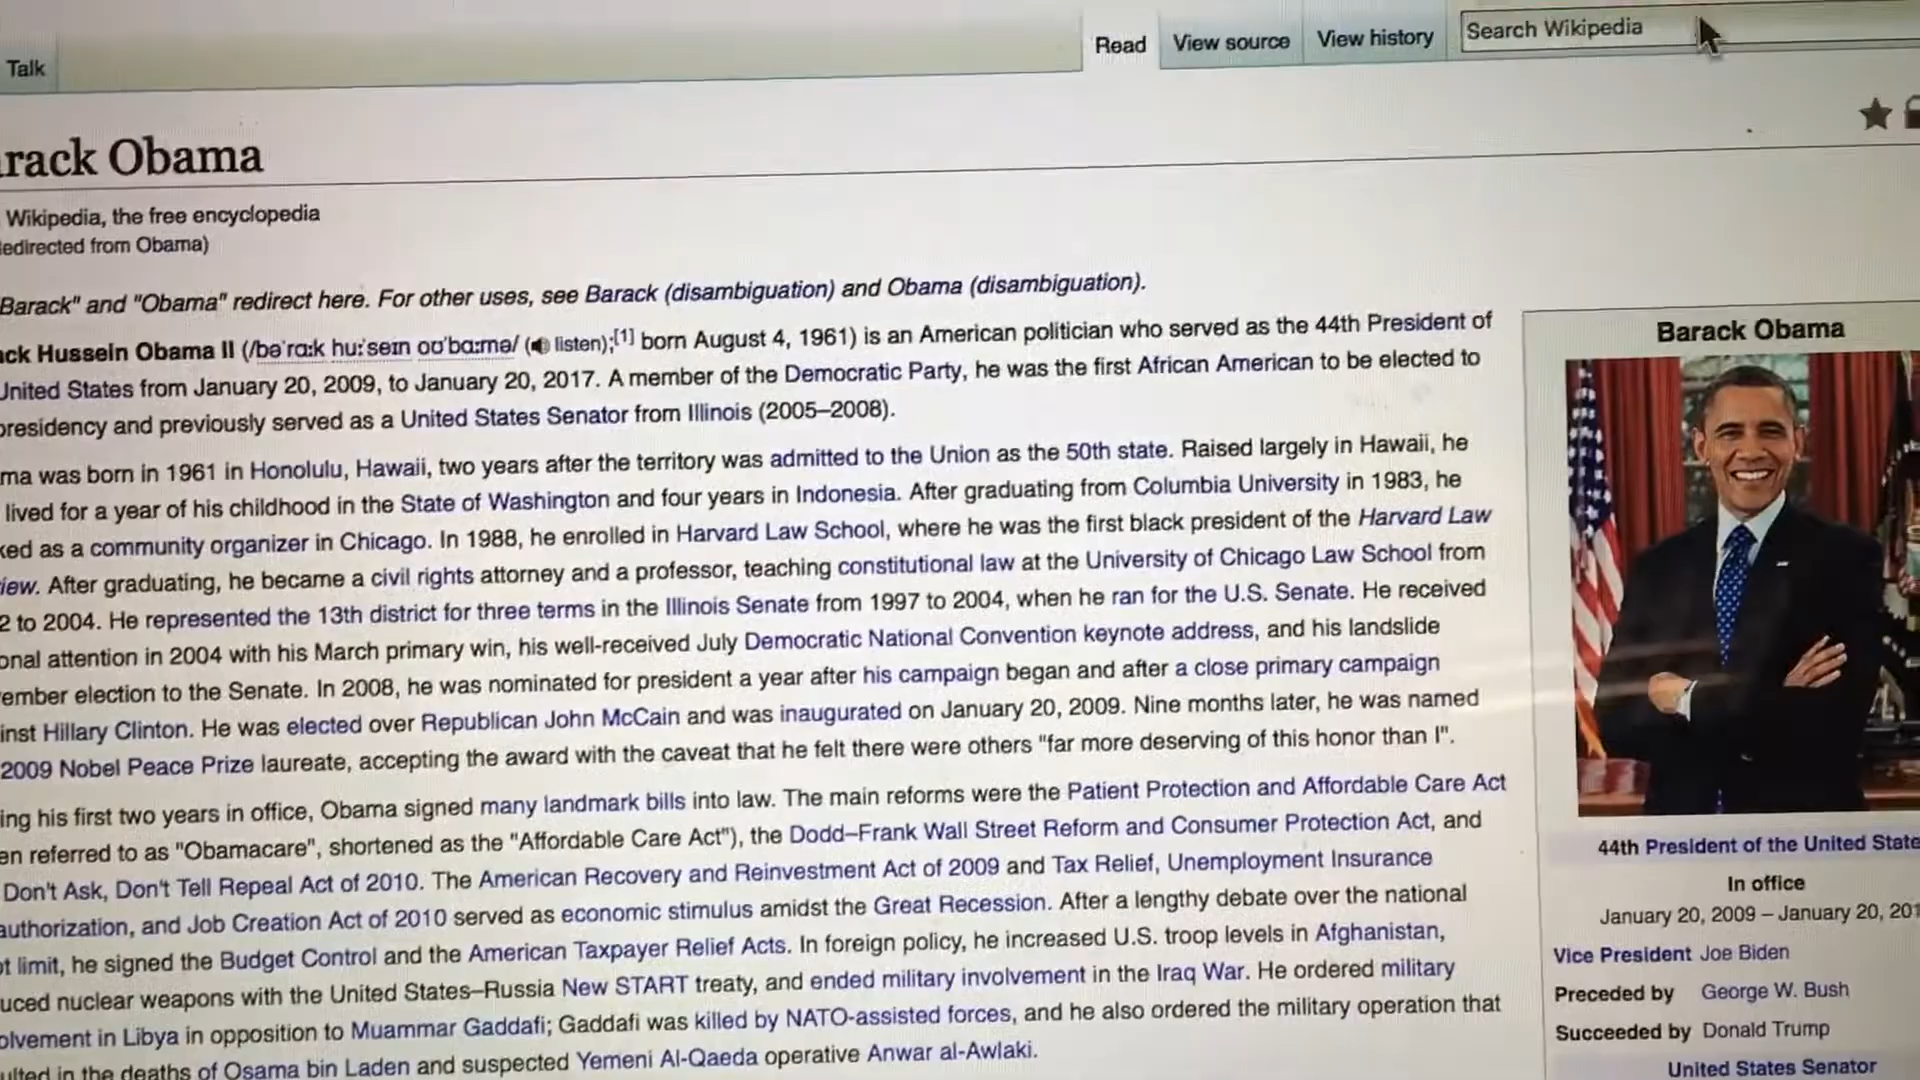 Talk
Read View source View history Search Wikipedia
rack Obama
Wikipedia, the free encyclopedia
edirected from Obama)
Barack" and "Obama" redirect here. For other uses, see Barack (disambiguation) and Obama (disambiguation).
ck Hussein Obama II (/bəˈrɑːk huːˈseɪn oʊˈbɑːmə/ (listen);[1] born August 4, 1961) is an American politician who served as the 44th President of
United States from January 20, 2009, to January 20, 2017. A member of the Democratic Party, he was the first African American to be elected to
presidency and previously served as a United States Senator from Illinois (2005–2008).
ma was born in 1961 in Honolulu, Hawaii, two years after the territory was admitted to the Union as the 50th state. Raised largely in Hawaii, he
lived for a year of his childhood in the State of Washington and four years in Indonesia. After graduating from Columbia University in 1983, he
ked as a community organizer in Chicago. In 1988, he enrolled in Harvard Law School, where he was the first black president of the Harvard Law
iew. After graduating, he became a civil rights attorney and a professor, teaching constitutional law at the University of Chicago Law School from
2 to 2004. He represented the 13th district for three terms in the Illinois Senate from 1997 to 2004, when he ran for the U.S. Senate. He received
onal attention in 2004 with his March primary win, his well-received July Democratic National Convention keynote address, and his landslide
ember election to the Senate. In 2008, he was nominated for president a year after his campaign began and after a close primary campaign
inst Hillary Clinton. He was elected over Republican John McCain and was inaugurated on January 20, 2009. Nine months later, he was named
2009 Nobel Peace Prize laureate, accepting the award with the caveat that he felt there were others "far more deserving of this honor than I".
ing his first two years in office, Obama signed many landmark bills into law. The main reforms were the Patient Protection and Affordable Care Act
en referred to as "Obamacare", shortened as the "Affordable Care Act"), the Dodd–Frank Wall Street Reform and Consumer Protection Act, and
Don't Ask, Don't Tell Repeal Act of 2010. The American Recovery and Reinvestment Act of 2009 and Tax Relief, Unemployment Insurance
authorization, and Job Creation Act of 2010 served as economic stimulus amidst the Great Recession. After a lengthy debate over the national
t limit, he signed the Budget Control and the American Taxpayer Relief Acts. In foreign policy, he increased U.S. troop levels in Afghanistan,
uced nuclear weapons with the United States–Russia New START treaty, and ended military involvement in the Iraq War. He ordered military
olvement in Libya in opposition to Muammar Gaddafi; Gaddafi was killed by NATO-assisted forces, and he also ordered the military operation that
ulted in the deaths of Osama bin Laden and suspected Yemeni Al-Qaeda operative Anwar al-Awlaki.
Barack Obama
44th President of the United State
In office
January 20, 2009 – January 20, 201
Vice President Joe Biden
Preceded by George W. Bush
Succeeded by Donald Trump
United States Senator